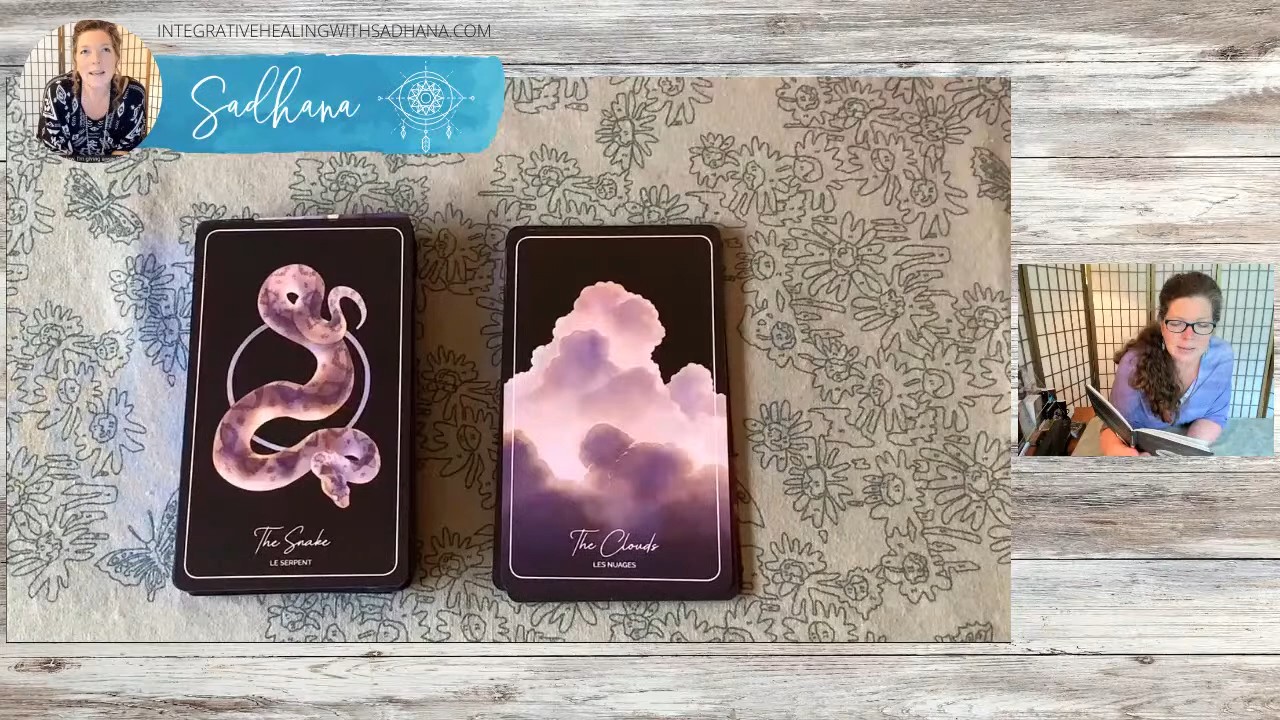 INTEGRATIVEHEALINGWITHSADHANA.COM
Sadhana
The Snake
LE SERPENT
The Clouds
LES NUAGES